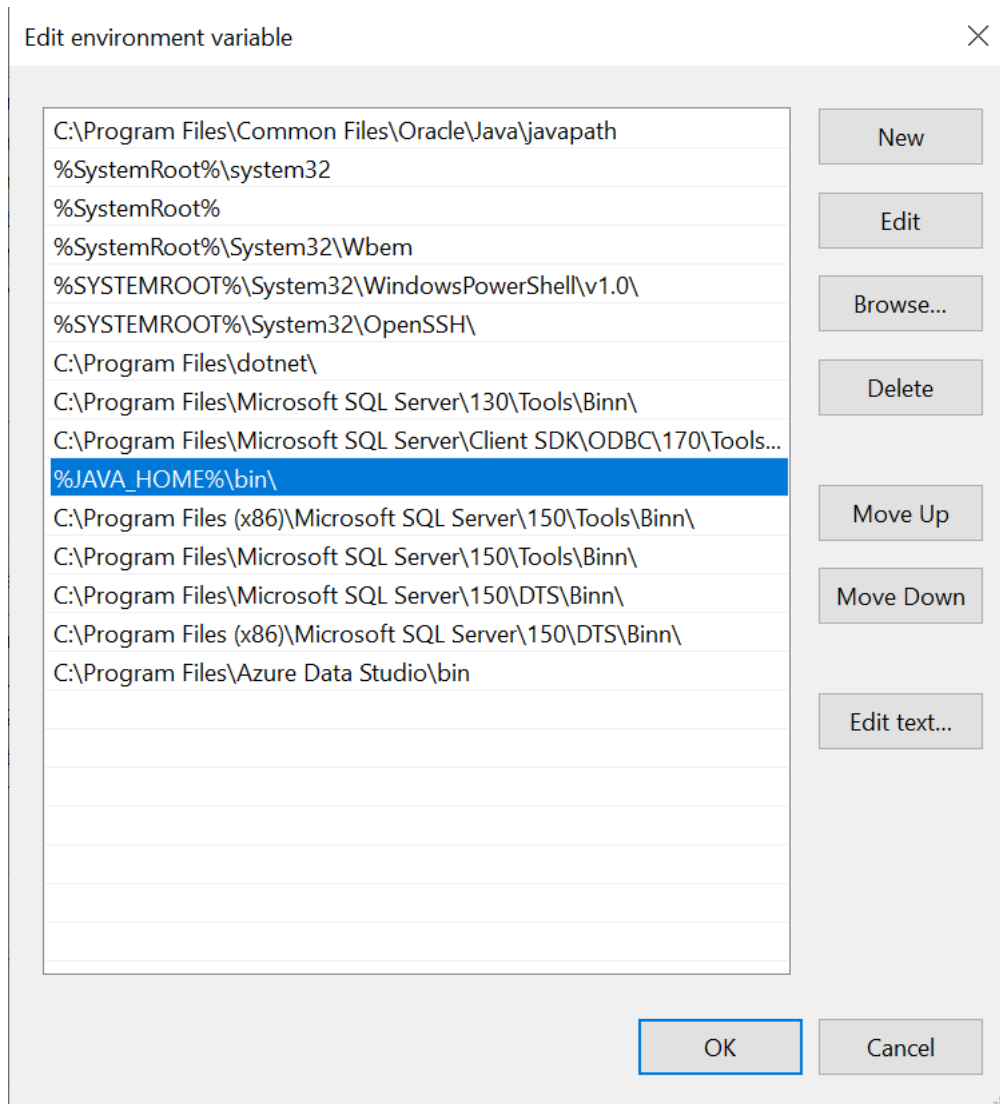 Edit environment variable
C:\Program Files\Common Files\Oracle\Java\javapath
New
%SystemRoot%\system32
%SystemRoot%
Edit
%SystemRoot%\System32\Wbem
%SYSTEMROOT%\System32\WindowsPowerShell\v1.0\
Browse...
%SYSTEMROOT%\System32\OpenSSH\
C:\Program Files\dotnet\
Delete
C:\Program Files\Microsoft SQL Server\130\Tools\Binn\
C:\Program Files\Microsoft SQL Server\Client SDK\ODBC\170\Tools...
%JAVA_HOME%\bin\
C:\Program Files (x86)\Microsoft SQL Server\150\Tools\Binn\
Move Up
C:\Program Files\Microsoft SQL Server\150\Tools\Binn\
C:\Program Files\Microsoft SQL Server\150\DTS\Binn\
Move Down
C:\Program Files (x86)\Microsoft SQL Server\150\DTS\Binn\
C:\Program Files\Azure Data Studio\bin
Edit text...
OK
Cancel